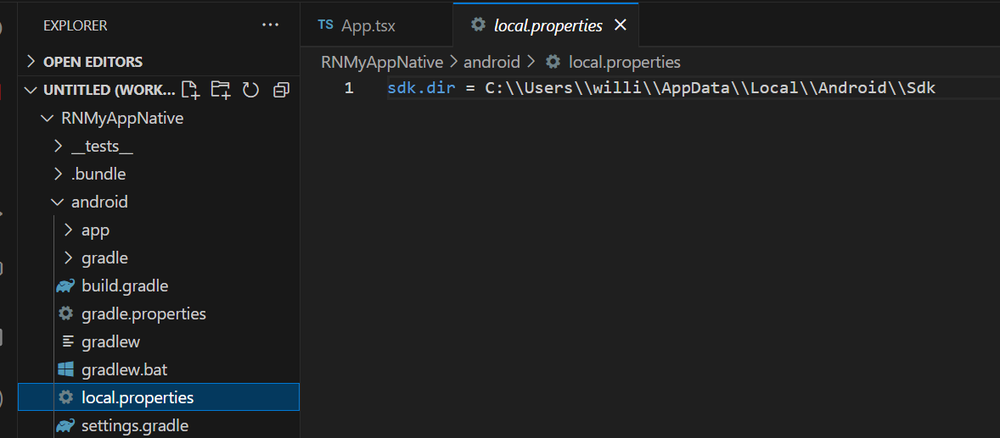 EXPLORER
OPEN EDITORS
UNTITLED (WORK...
RNMyAppNative
__tests__
.bundle
android
app
gradle
build.gradle
gradle.properties
gradlew
gradlew.bat
local.properties
settings.gradle
TS App.tsx
local.properties
RNMyAppNative > android > local.properties
1 sdk.dir = C:\\Users\\willi\\AppData\\Local\\Android\\Sdk